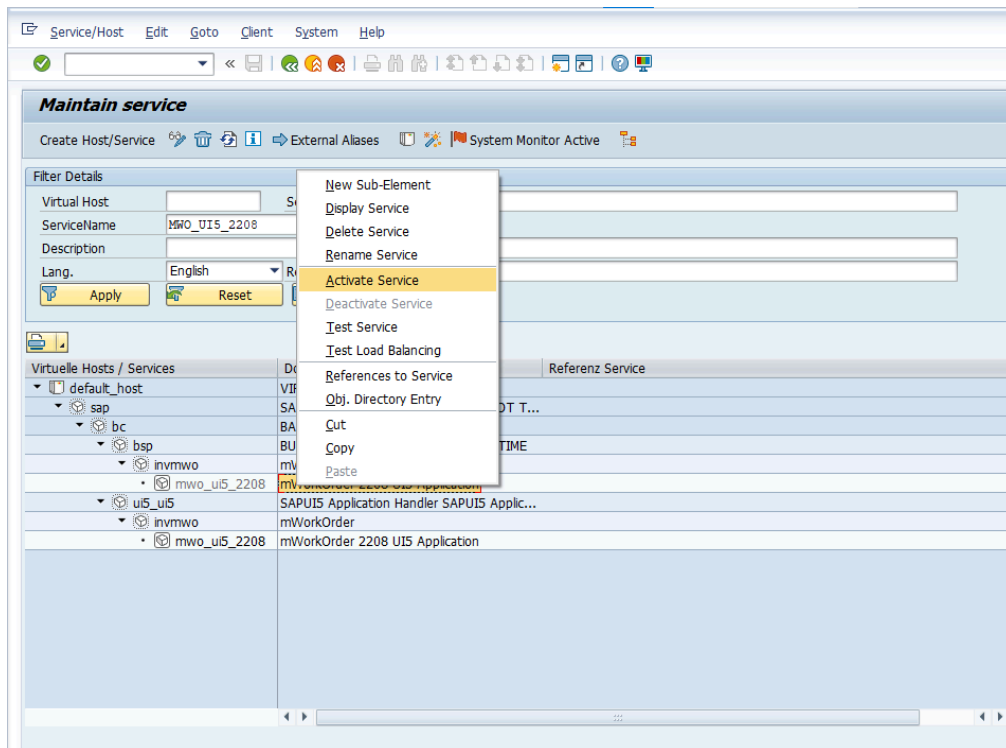 Service/Host Edit Goto Client System Help
Maintain service
Create Host/Service External Aliases System Monitor Active
Filter Details
Virtual Host
ServiceName MWO_UI5_2208
Description
Lang. English
Apply Reset
New Sub-Element
Display Service
Delete Service
Rename Service
Activate Service
Deactivate Service
Test Service
Test Load Balancing
References to Service
Obj. Directory Entry
Cut
Copy
Paste
Virtuelle Hosts / Services Referenz Service
default_host
sap
bc
bsp
invmwo
mwo_ui5_2208 mWorkOrder 2208 UI5 Application
ui5_ui5 SAPUI5 Application Handler SAPUI5 Applic...
invmwo mWorkOrder
mwo_ui5_2208 mWorkOrder 2208 UI5 Application